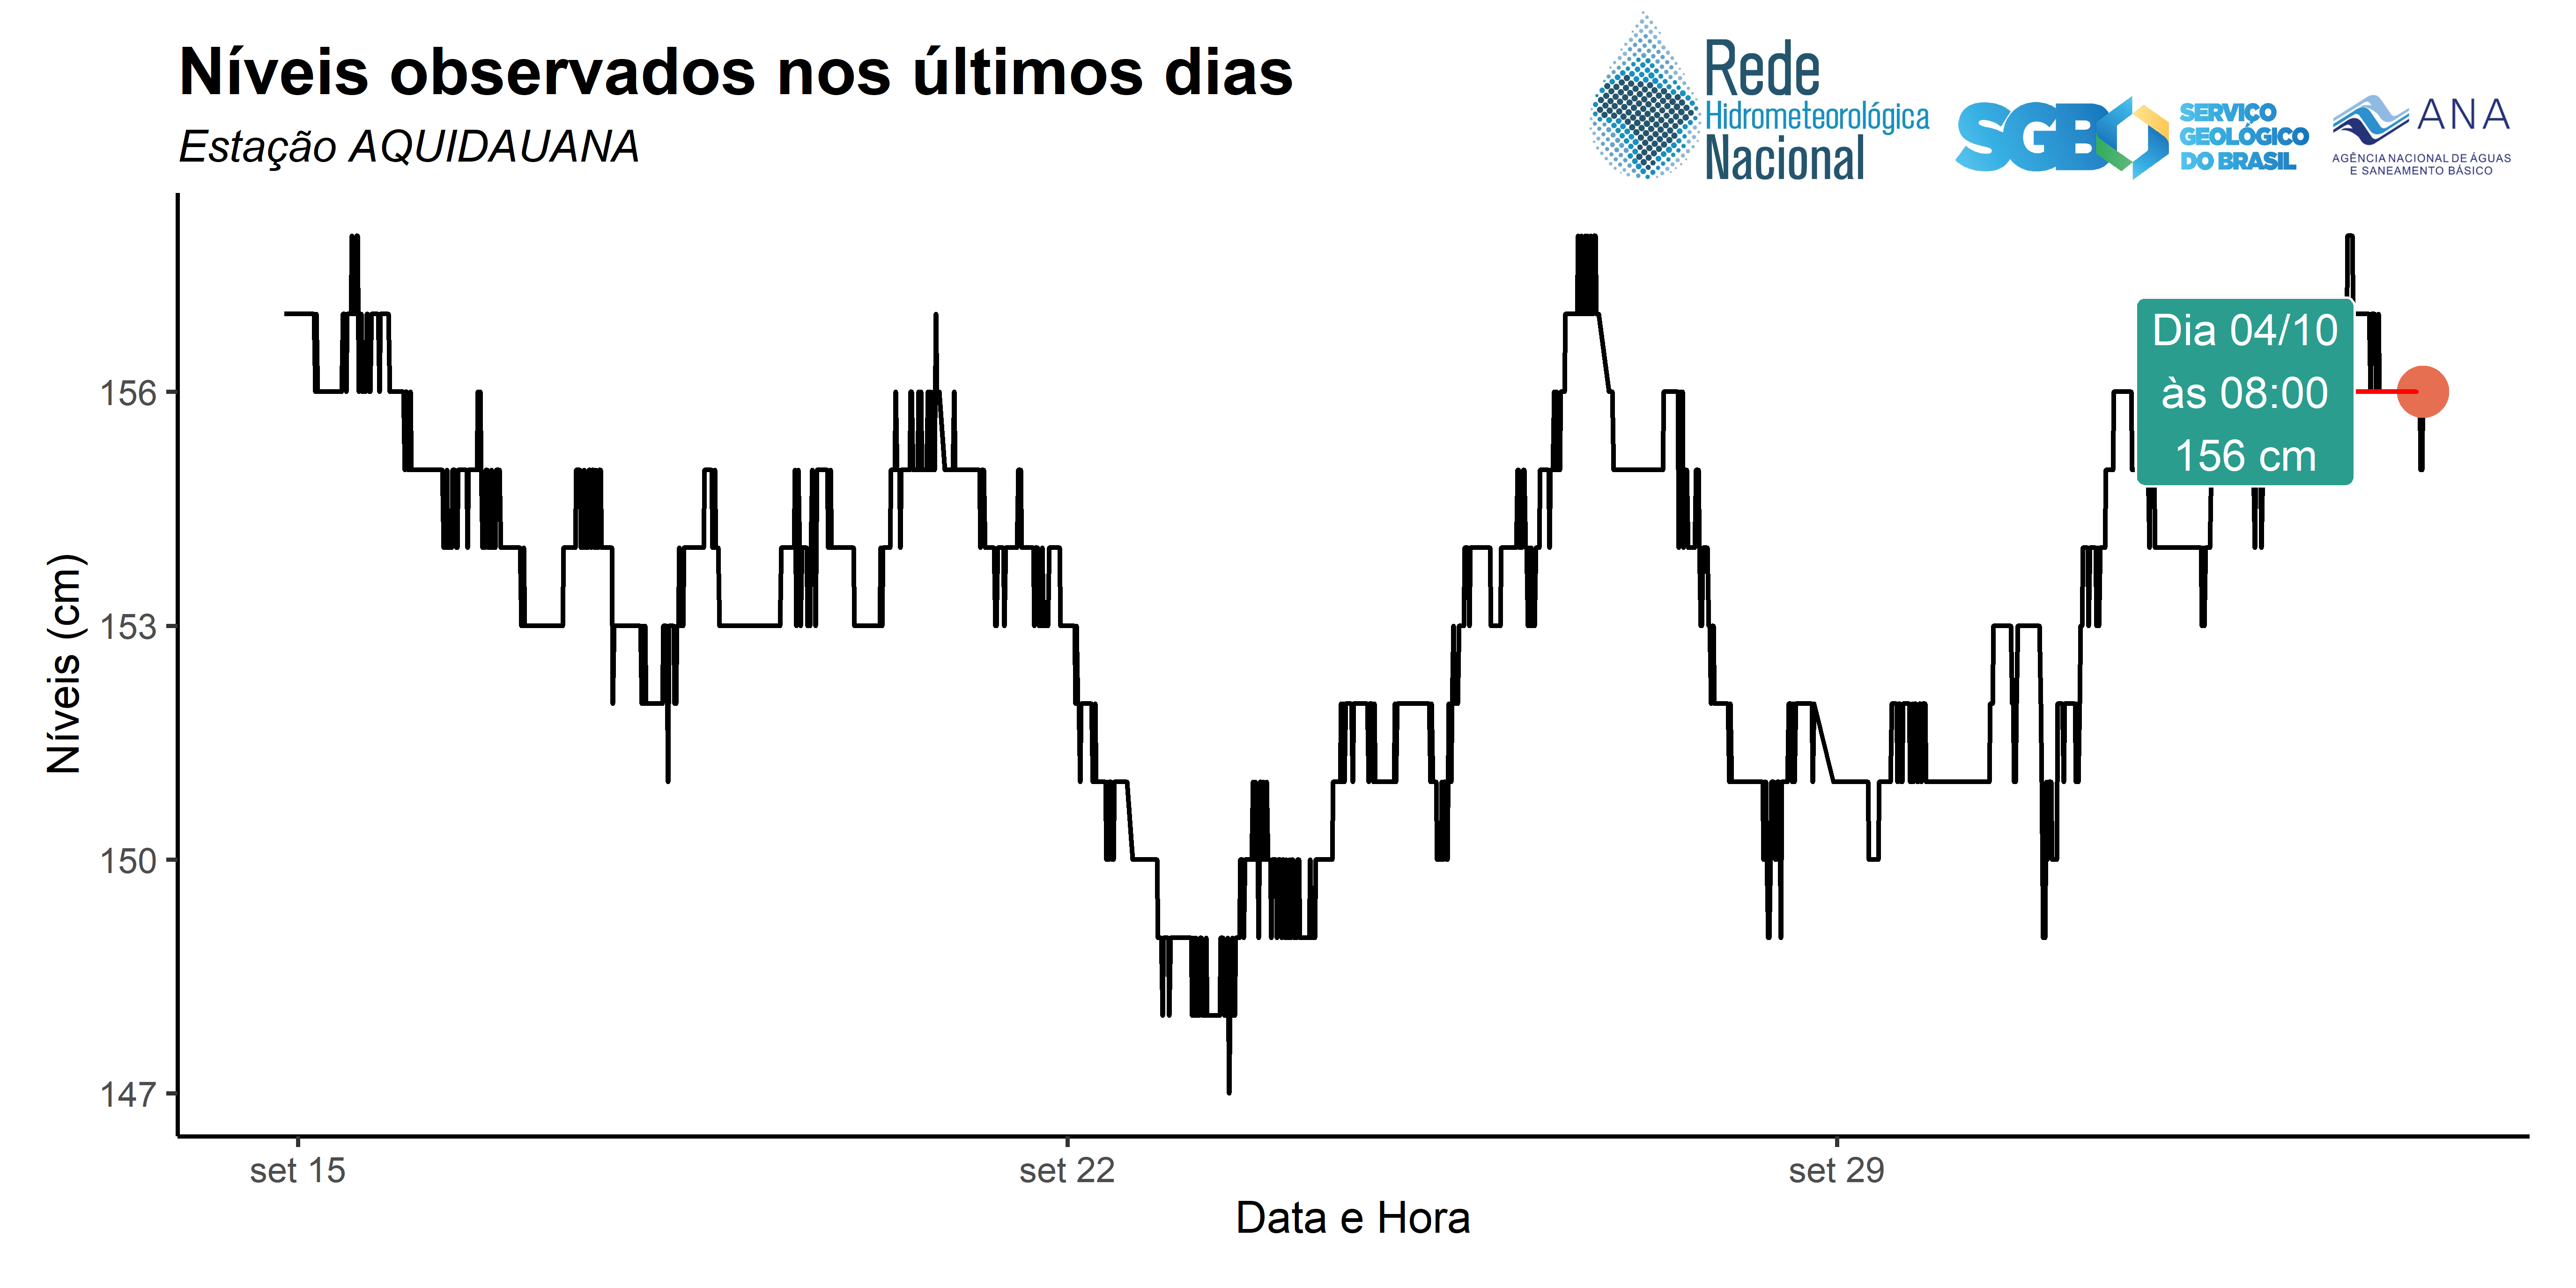 Níveis observados nos últimos dias
Estação AQUIDAUANA
Rede
Hidrometeorológica
Nacional
SGB
SERVIÇO
GEOLÓGICO
DO BRASIL
ANA
AGÊNCIA NACIONAL DE ÁGUAS
E SANEAMENTO BÁSICO
Dia 04/10
às 08:00
156 cm
Níveis (cm)
156
153
150
147
set 15
set 22
set 29
Data e Hora